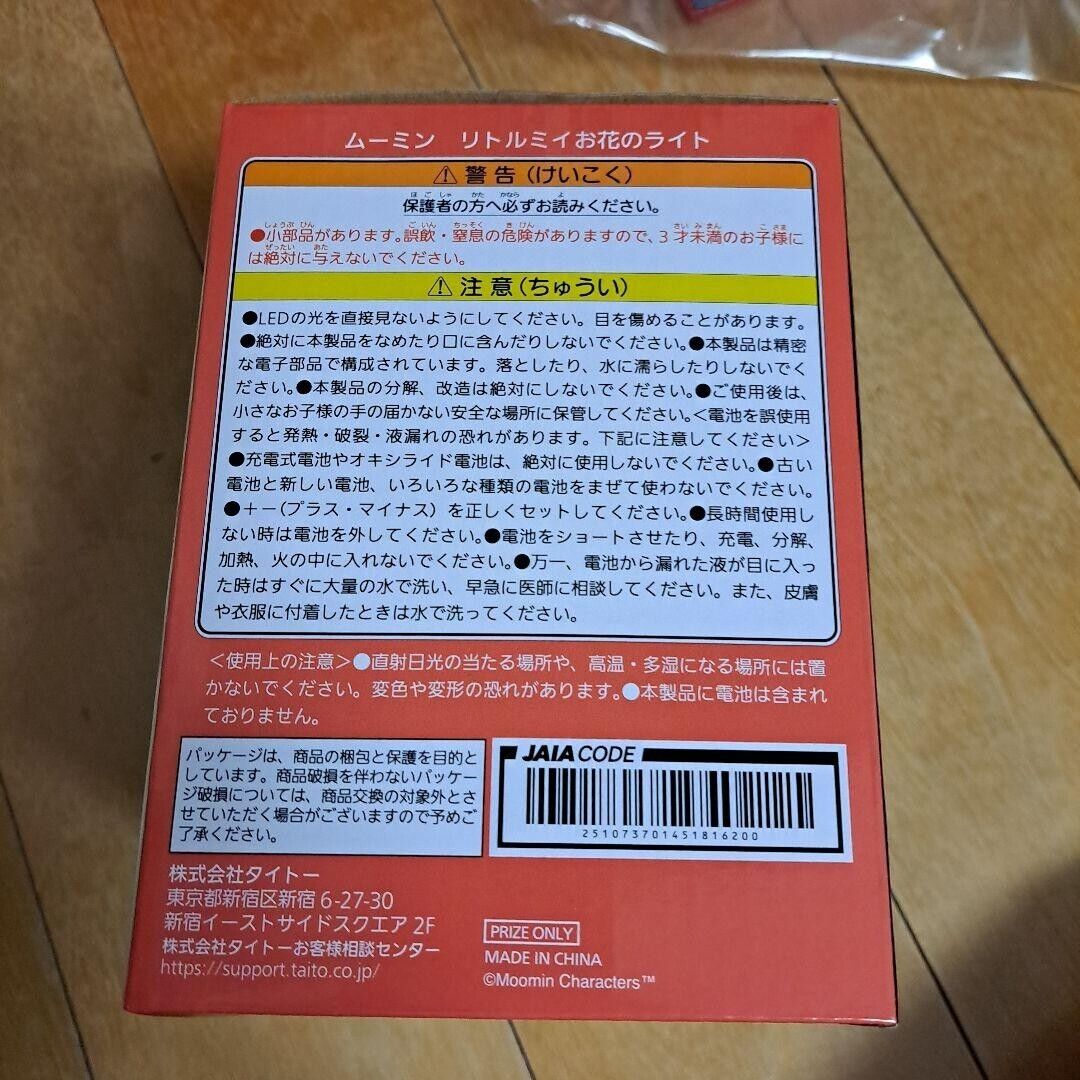 ムーミン　リトルミイお花のライト
⚠ 警告(けいこく)
保護者の方へ必ずお読みください。
●小部品があります。誤飲・窒息の危険がありますので、3才未満のお子様に
は絶対に与えないでください。
⚠ 注意(ちゅうい)
●LEDの光を直接見ないようにしてください。目を傷めることがあります。
●絶対に本製品をなめたり口に含んだりしないでください。●本製品は精密
な電子部品で構成されています。落としたり、水に濡らしたりしないでく
ださい。●本製品の分解、改造は絶対にしないでください。●ご使用後は、
小さなお子様の手の届かない安全な場所に保管してください。<電池を誤使用
すると発熱・破裂・液漏れの恐れがあります。下記に注意してください>
●充電式電池やオキシライド電池は、絶対に使用しないでください。●古い
電池と新しい電池、いろいろな種類の電池をまぜて使わないでください。
●+−(プラス・マイナス)を正しくセットしてください。●長時間使用し
ない時は電池を外してください。●電池をショートさせたり、充電、分解、
加熱、火の中に入れないでください。●万一、電池から漏れた液が目に入っ
た時はすぐに大量の水で洗い、早急に医師に相談してください。また、皮膚
や衣服に付着したときは水で洗ってください。
<使用上の注意>●直射日光の当たる場所や、高温・多湿になる場所には置
かないでください。変色や変形の恐れがあります。●本製品に電池は含まれ
ておりません。
パッケージは、商品の梱包と保護を目的と
しています。商品破損を伴わないパッケー
ジ破損については、商品交換の対象外とさ
せていただく場合がございますので予めご
了承ください。
JAIA CODE
2510737014518162００
株式会社タイトー
東京都新宿区新宿 6-27-30
新宿イーストサイドスクエア 2F
株式会社タイトーお客様相談センター
https://support.taito.co.jp/
PRIZE ONLY
MADE IN CHINA
©Moomin Characters™